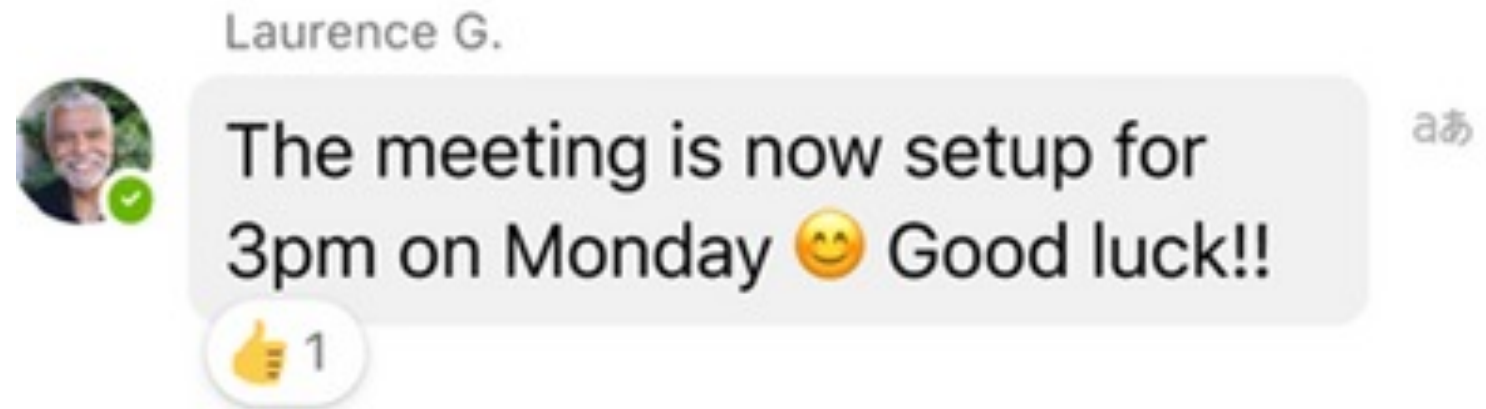 Laurence G.
The meeting is now setup for
3pm on Monday 😊 Good luck!!
aあ
👍 1